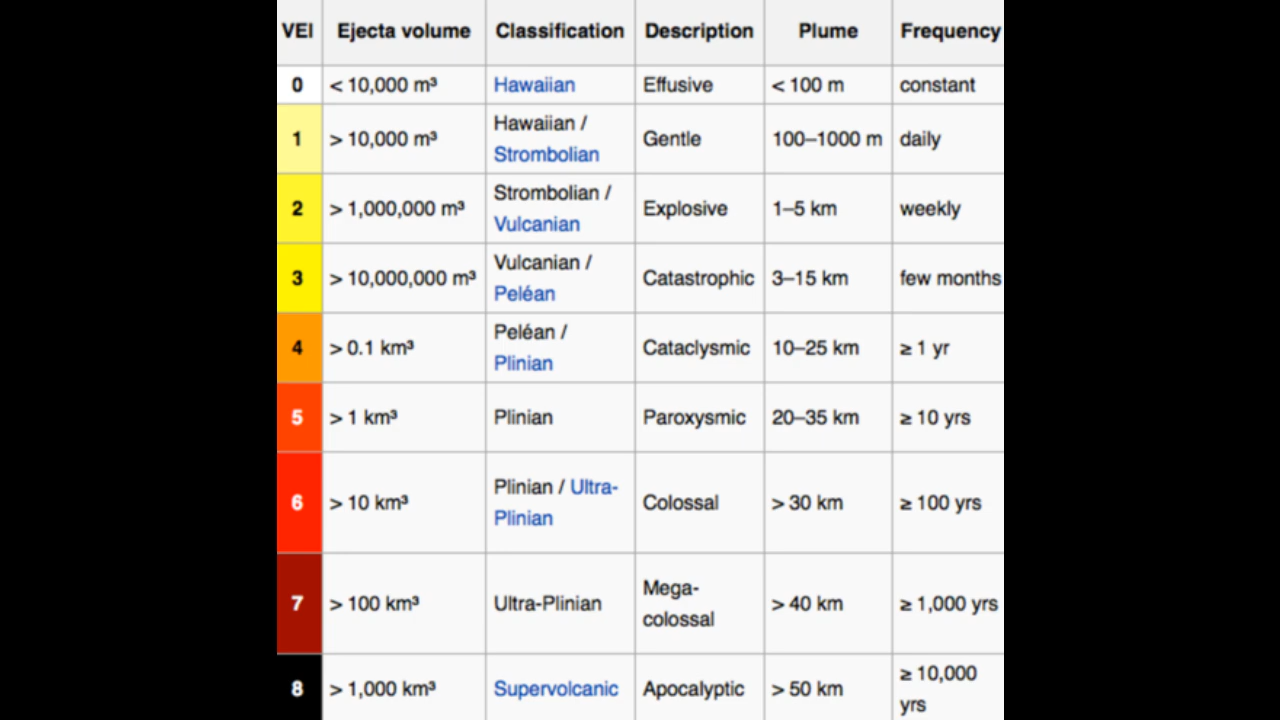 VEI Ejecta volume Classification Description Plume Frequency
0 < 10,000 m³ Hawaiian Effusive < 100 m constant
1 > 10,000 m³ Hawaiian / Strombolian Gentle 100–1000 m daily
2 > 1,000,000 m³ Strombolian / Vulcanian Explosive 1–5 km weekly
3 > 10,000,000 m³ Vulcanian / Peléan Catastrophic 3–15 km few months
4 > 0.1 km³ Peléan / Plinian Cataclysmic 10–25 km ≥ 1 yr
5 > 1 km³ Plinian Paroxysmic 20–35 km ≥ 10 yrs
6 > 10 km³ Plinian / Ultra-Plinian Colossal > 30 km ≥ 100 yrs
7 > 100 km³ Ultra-Plinian Mega-colossal > 40 km ≥ 1,000 yrs
8 > 1,000 km³ Supervolcanic Apocalyptic > 50 km ≥ 10,000 yrs